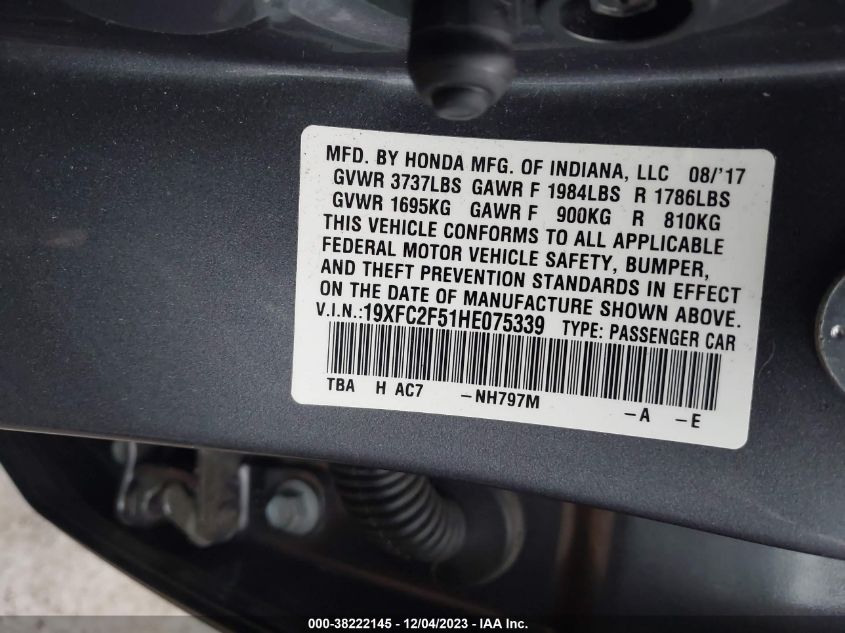 MFD. BY HONDA MFG. OF INDIANA, LLC 08/'17
GVWR 3737LBS GAWR F 1984LBS R 1786LBS
GVWR 1695KG GAWR F 900KG R 810KG
THIS VEHICLE CONFORMS TO ALL APPLICABLE
FEDERAL MOTOR VEHICLE SAFETY, BUMPER,
AND THEFT PREVENTION STANDARDS IN EFFECT
ON THE DATE OF MANUFACTURE SHOWN ABOVE.
V.I.N.:19XFC2F51HE075339 TYPE: PASSENGER CAR
TBA H AC7 -NH797M -A -E
000-38222145 - 12/04/2023 - IAA Inc.